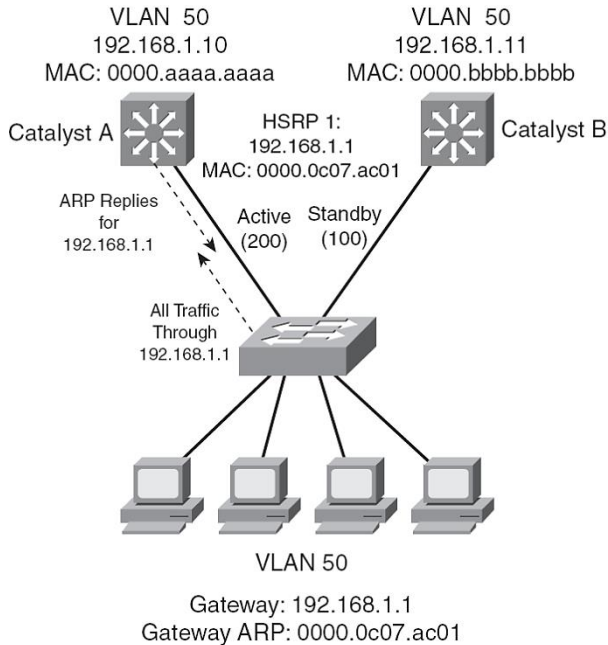 VLAN 50
192.168.1.10
MAC: 0000.aaaa.aaaa
VLAN 50
192.168.1.11
MAC: 0000.bbbb.bbbb
Catalyst A
HSRP 1:
192.168.1.1
MAC: 0000.0c07.ac01
Catalyst B
ARP Replies
for
192.168.1.1
Active
(200)
Standby
(100)
All Traffic
Through
192.168.1.1
VLAN 50
Gateway: 192.168.1.1
Gateway ARP: 0000.0c07.ac01